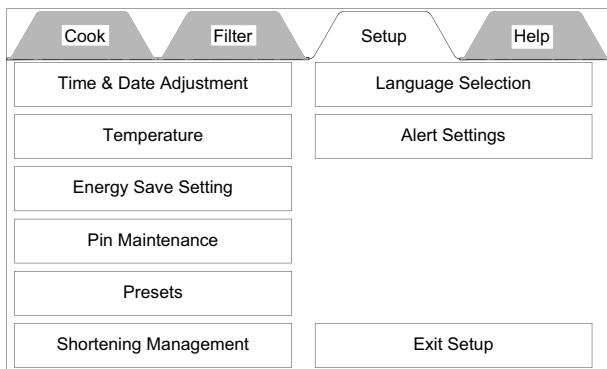 Cook
Filter
Setup
Help
Time & Date Adjustment
Language Selection
Temperature
Alert Settings
Energy Save Setting
Pin Maintenance
Presets
Shortening Management
Exit Setup